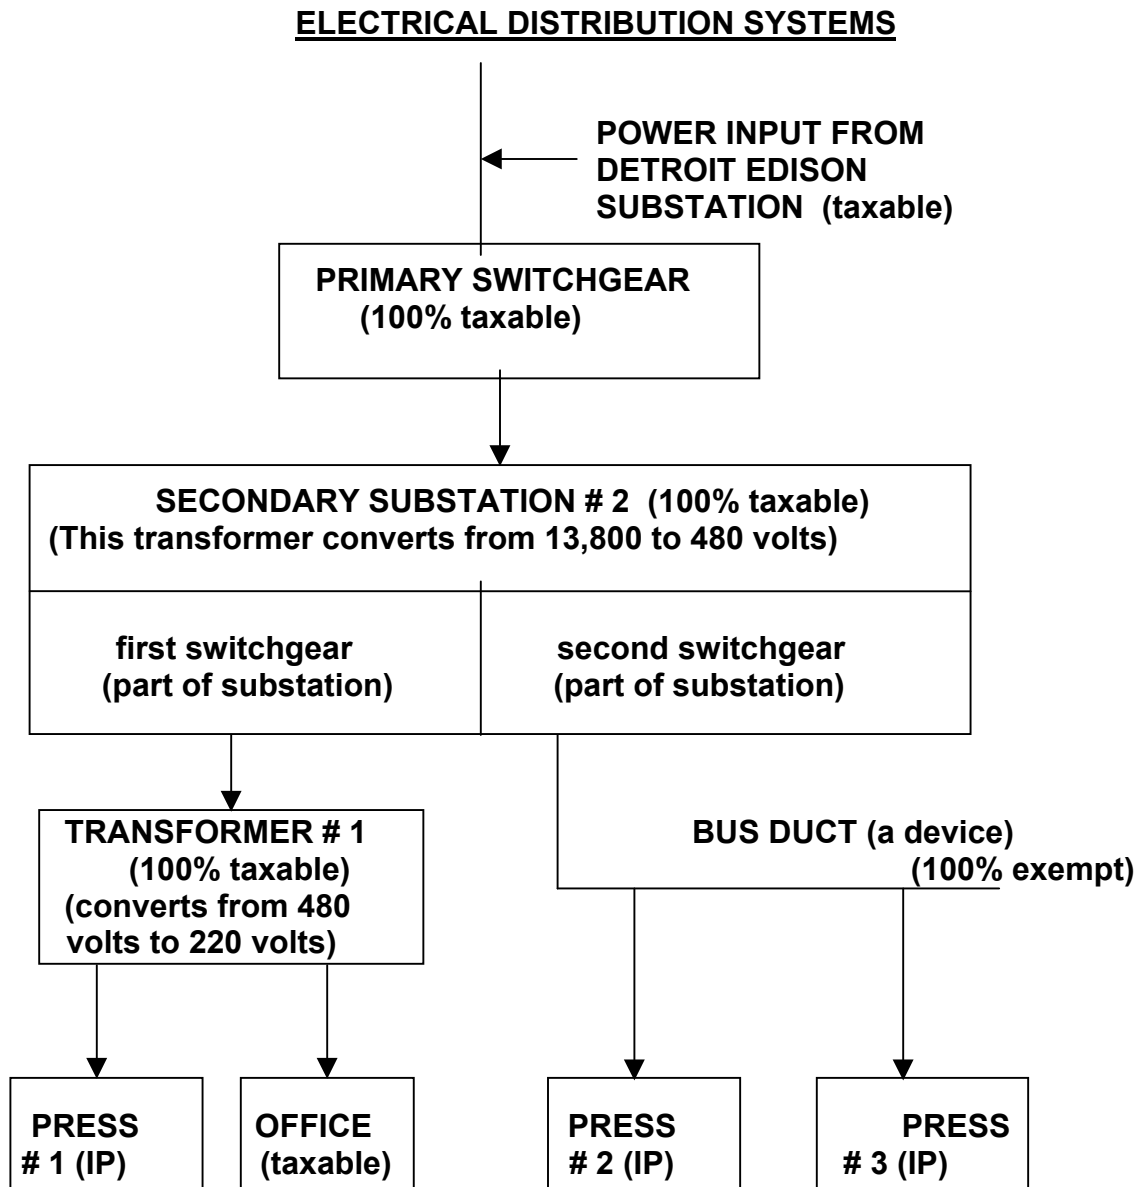 ELECTRICAL DISTRIBUTION SYSTEMS
POWER INPUT FROM
DETROIT EDISON
SUBSTATION (taxable)
PRIMARY SWITCHGEAR
(100% taxable)
SECONDARY SUBSTATION # 2 (100% taxable)
(This transformer converts from 13,800 to 480 volts)
first switchgear
(part of substation)
second switchgear
(part of substation)
TRANSFORMER # 1
(100% taxable)
(converts from 480
volts to 220 volts)
BUS DUCT (a device)
(100% exempt)
PRESS
# 1 (IP)
OFFICE
(taxable)
PRESS
# 2 (IP)
PRESS
# 3 (IP)